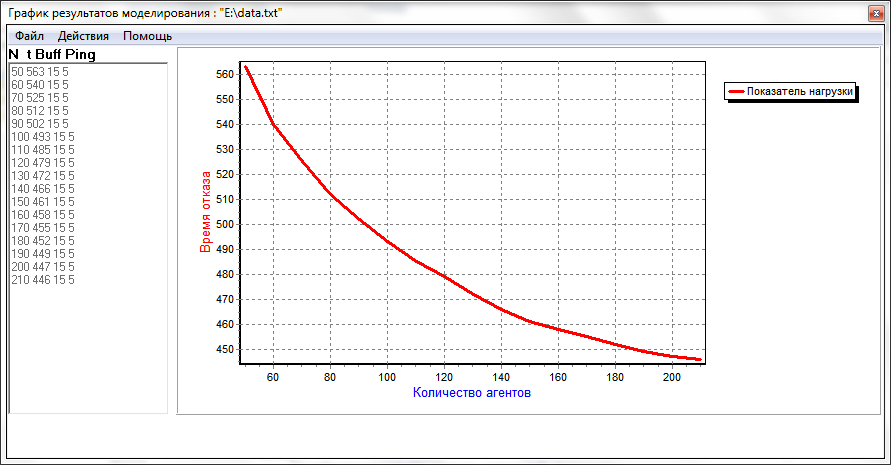 График результатов моделирования : "E:\data.txt"
Файл Действия Помощь
N t Buff Ping
50 563 15 5
60 540 15 5
70 525 15 5
80 512 15 5
90 502 15 5
100 493 15 5
110 485 15 5
120 479 15 5
130 472 15 5
140 466 15 5
150 461 15 5
160 458 15 5
170 455 15 5
180 452 15 5
190 449 15 5
200 447 15 5
210 446 15 5
Время отказа
560
550
540
530
520
510
500
490
480
470
460
450
60 80 100 120 140 160 180 200
Количество агентов
Показатель нагрузки